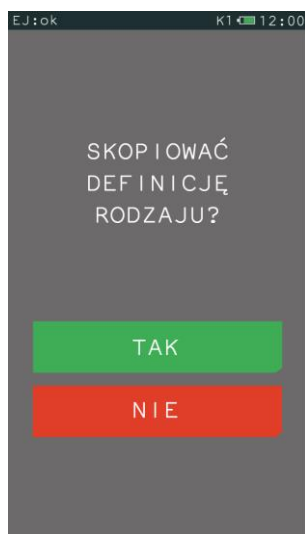 EJ:ok K1 12:00
SKOPIOWAĆ
DEFINICJĘ
RODZAJU?
TAK
NIE